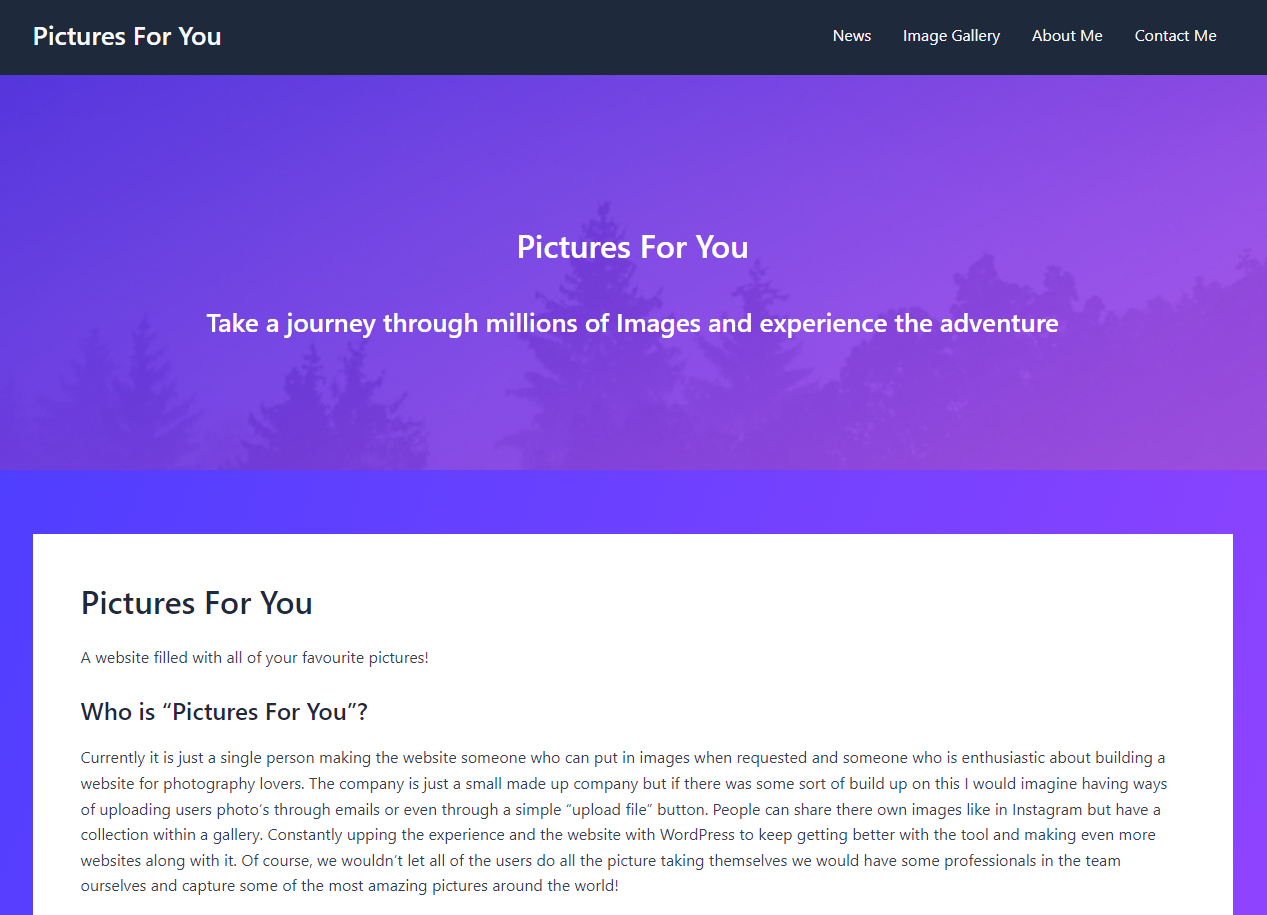 Pictures For You
News
Image Gallery
About Me
Contact Me
Pictures For You
Take a journey through millions of Images and experience the adventure
Pictures For You
A website filled with all of your favourite pictures!
Who is “Pictures For You”?
Currently it is just a single person making the website someone who can put in images when requested and someone who is enthusiastic about building a
website for photography lovers. The company is just a small made up company but if there was some sort of build up on this I would imagine having ways
of uploading users photo’s through emails or even through a simple “upload file” button. People can share there own images like in Instagram but have a
collection within a gallery. Constantly upping the experience and the website with WordPress to keep getting better with the tool and making even more
websites along with it. Of course, we wouldn’t let all of the users do all the picture taking themselves we would have some professionals in the team
ourselves and capture some of the most amazing pictures around the world!